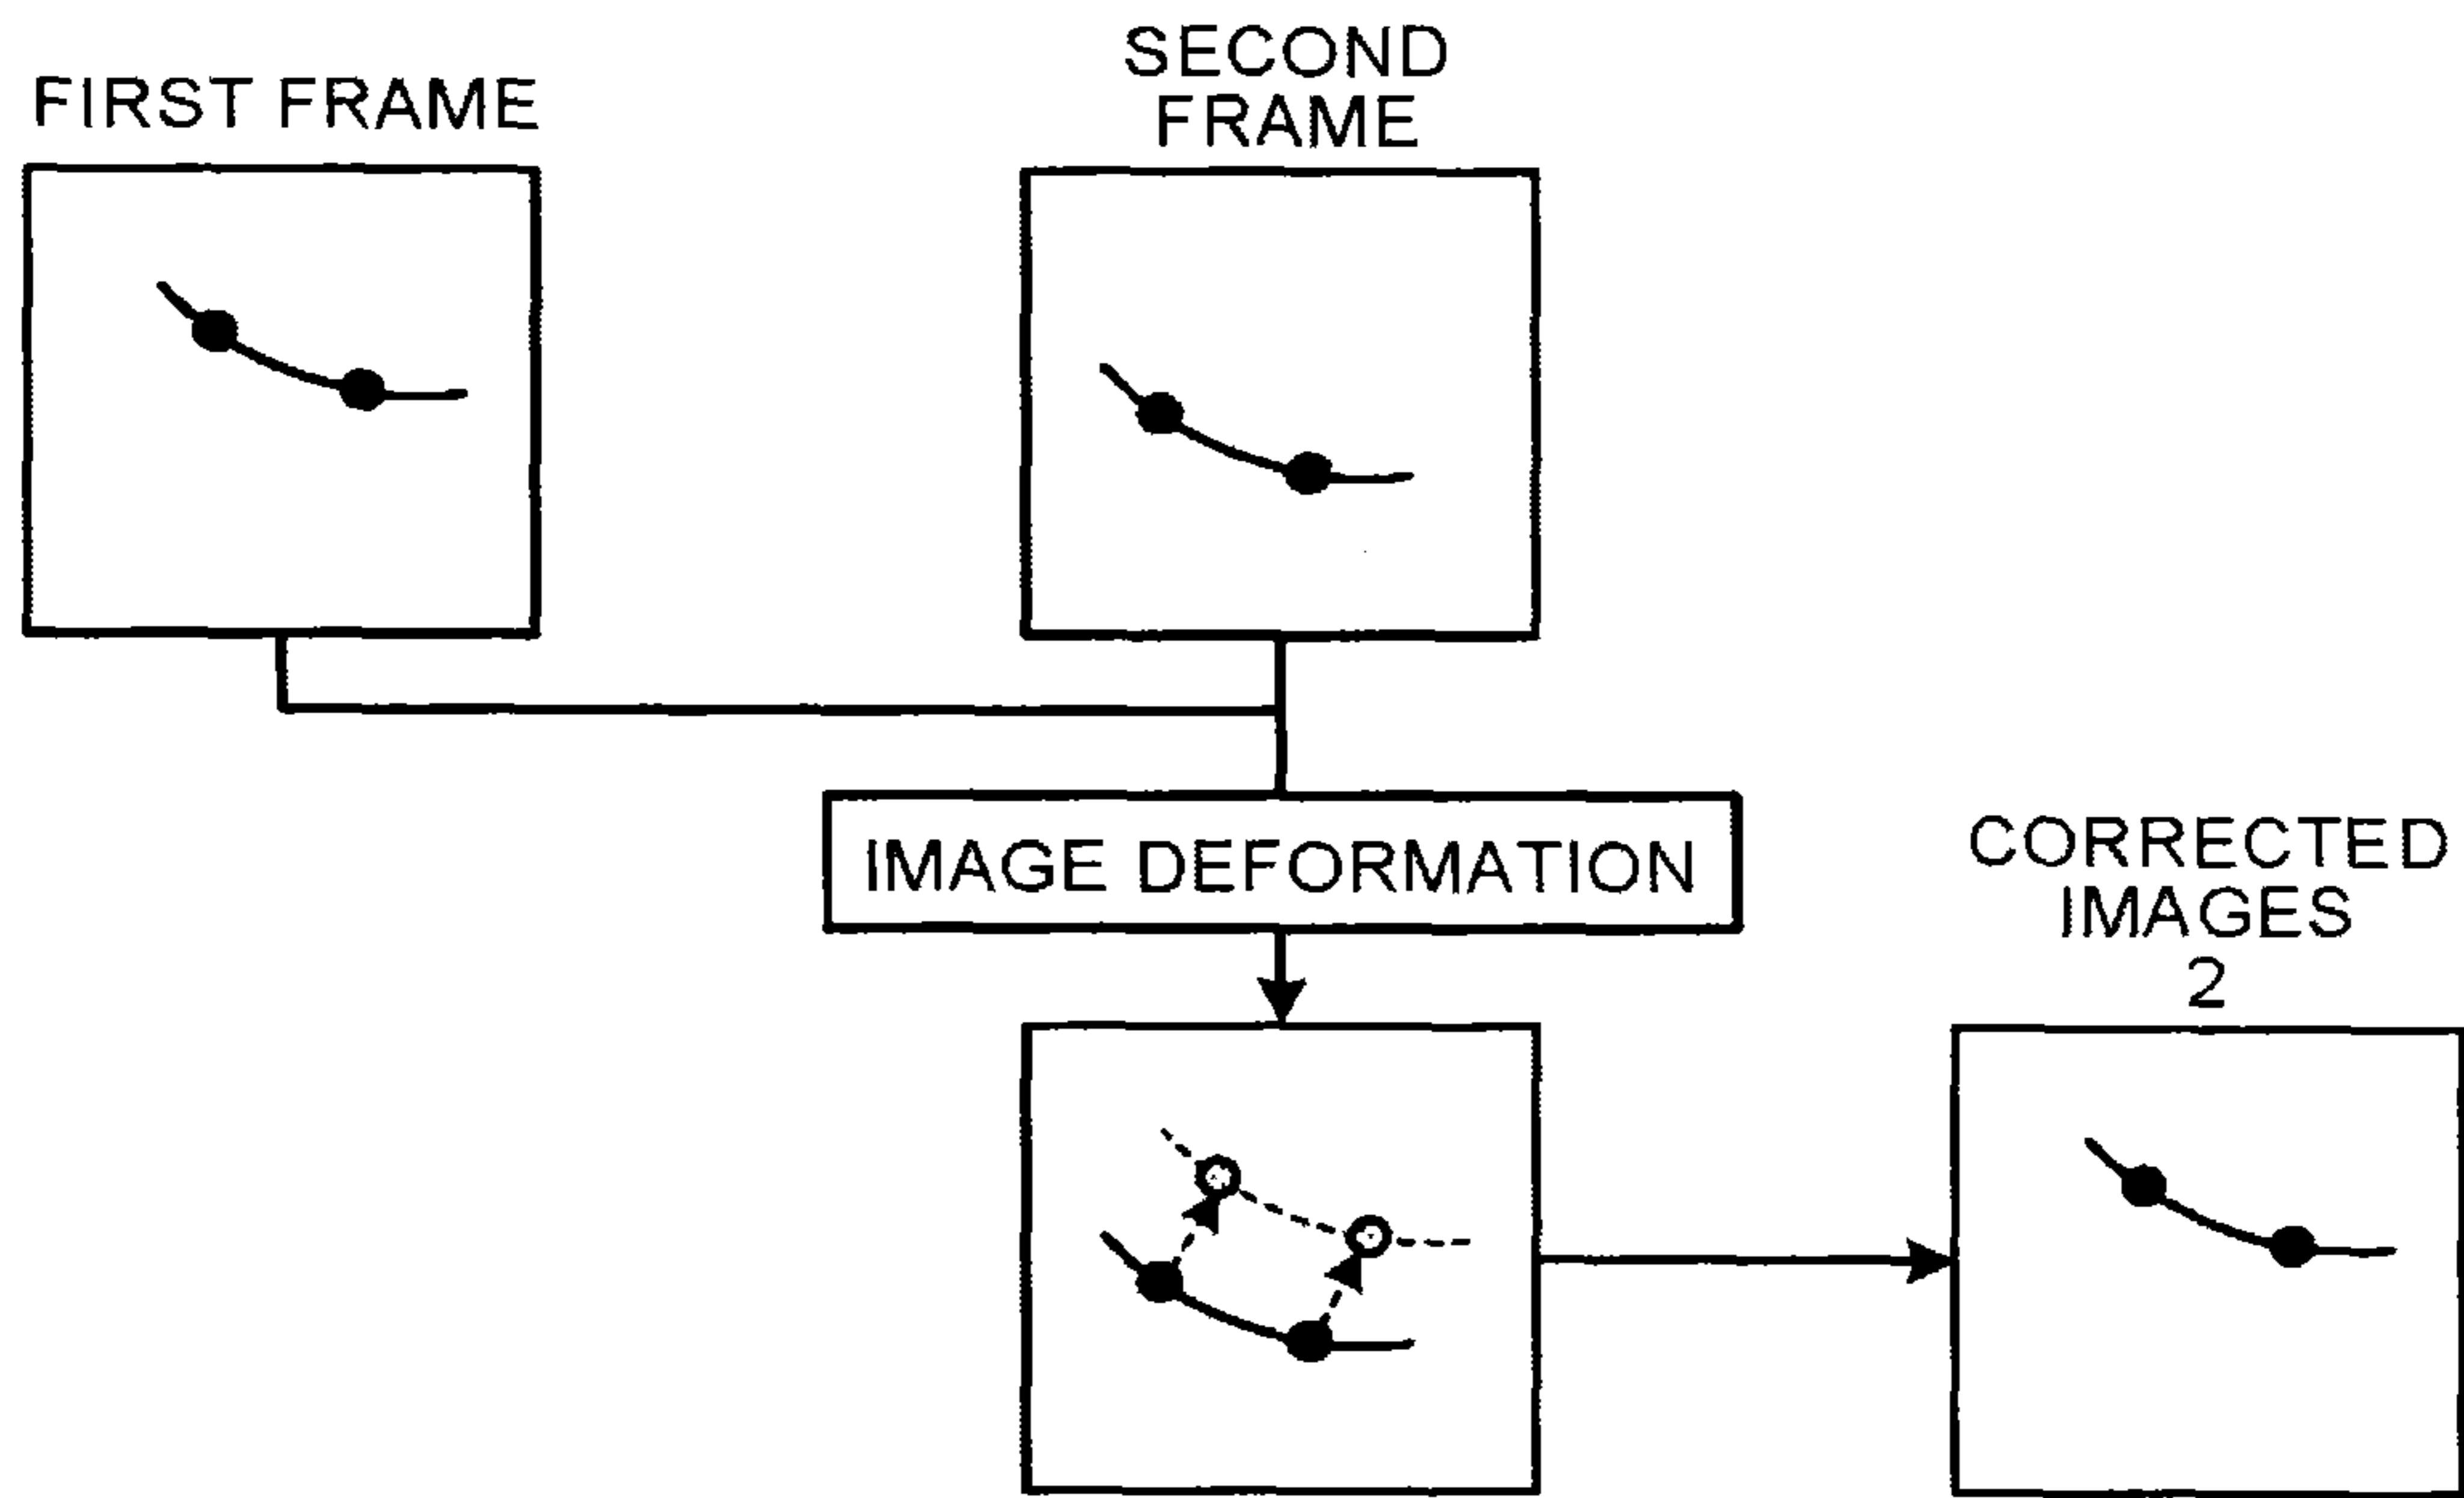 FIRST FRAME
SECOND
FRAME
IMAGE DEFORMATION
CORRECTED
IMAGES
2